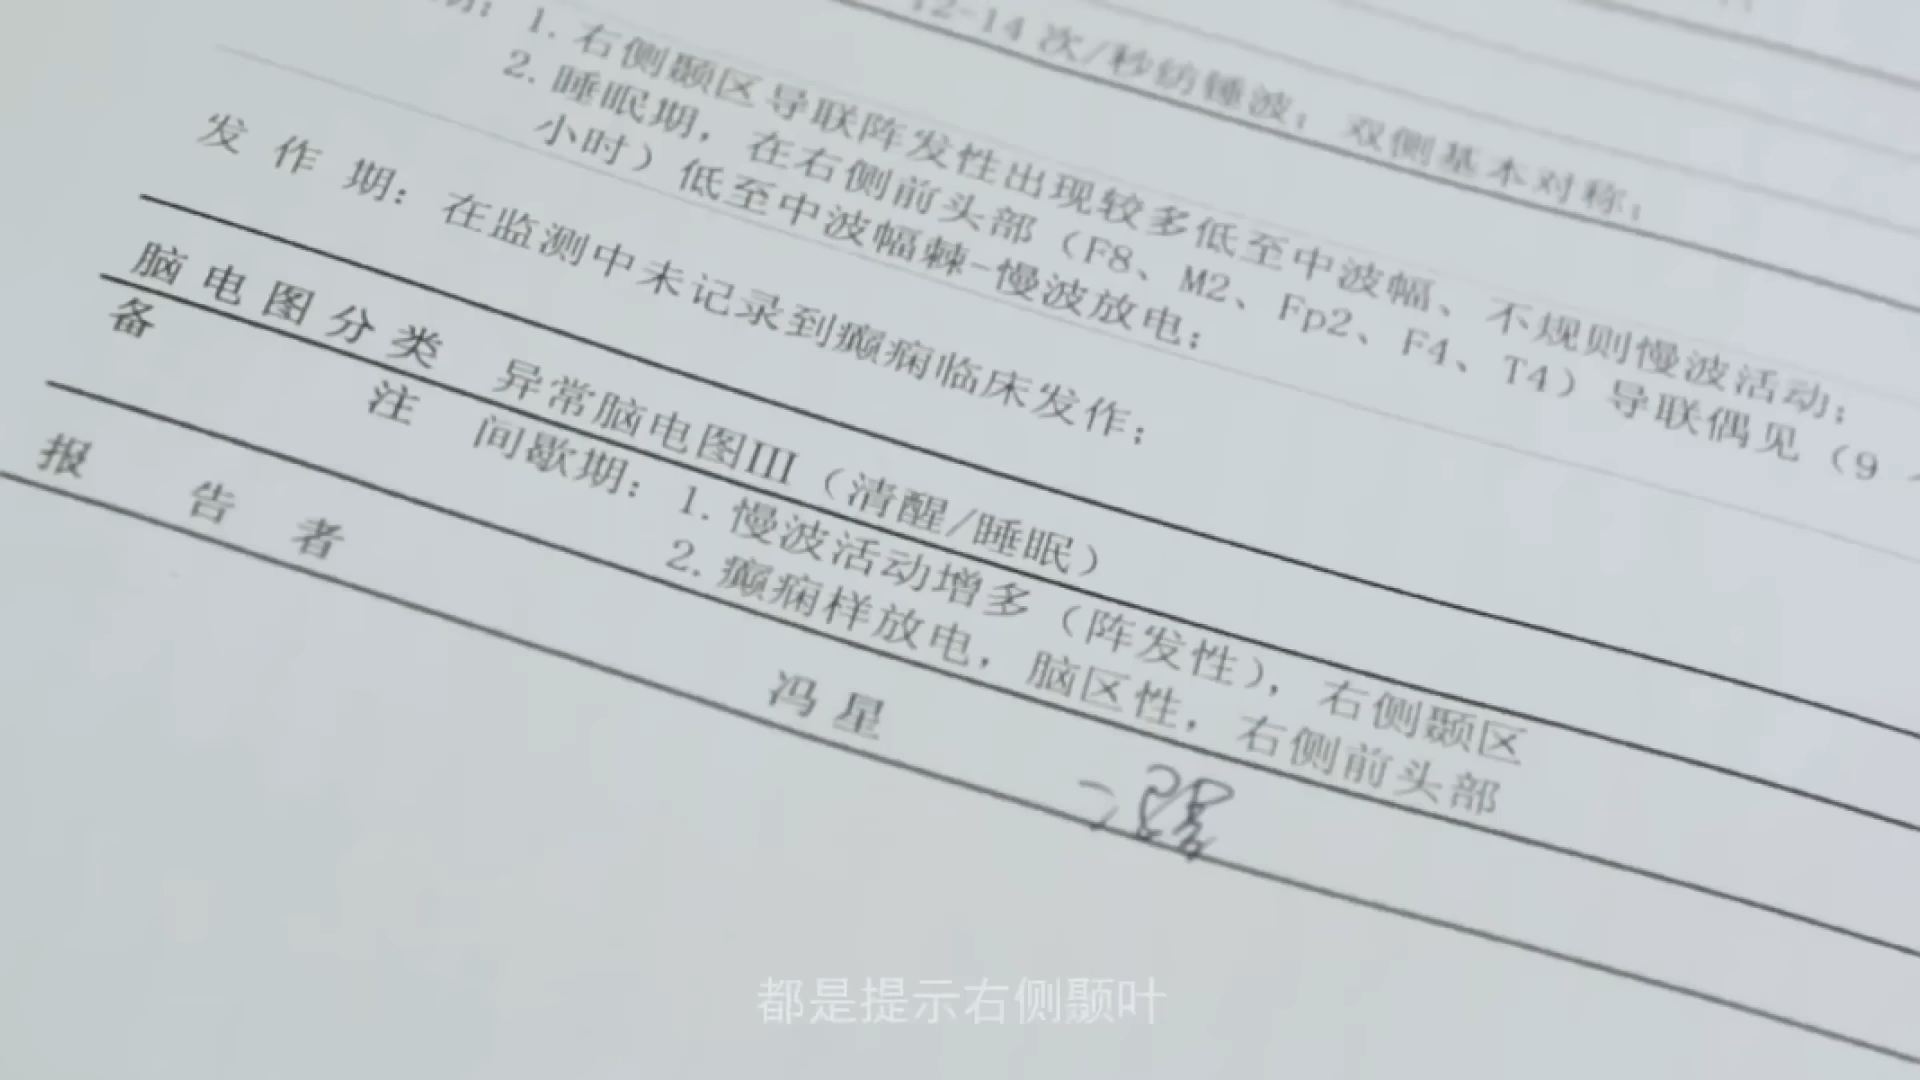 12-14 次/秒纺锤波；双侧基本对称；
1. 右侧颞区导联阵发性出现较多低至中波幅、不规则慢波活动；
2. 睡眠期，在右侧前头部（F8、M2、Fp2、F4、T4）导联偶见（9
小时）低至中波幅棘-慢波放电；
发作期：在监测中未记录到癫痫临床发作；
脑电图分类 异常脑电图III（清醒/睡眠）
备注 间歇期：1. 慢波活动增多（阵发性），右侧颞区
2. 癫痫样放电，脑区性，右侧前头部
报告者 冯星
都是提示右侧颞叶